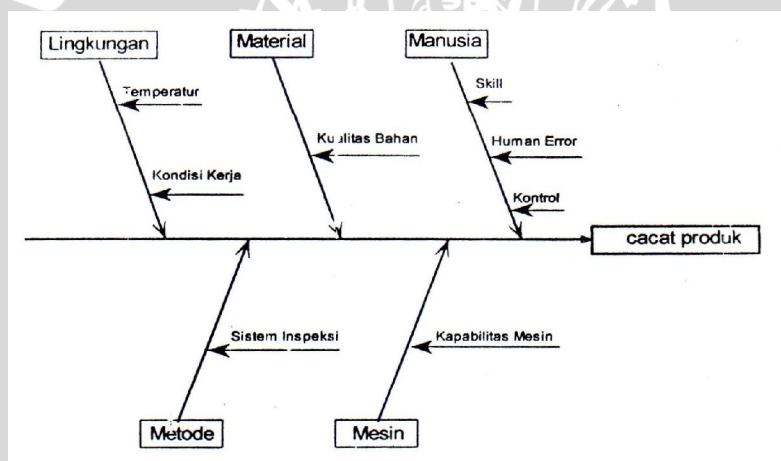 Lingkungan
Material
Manusia
Temperatur
Skill
Kualitas Bahan
Human Error
Kondisi Kerja
Kontrol
cacat produk
Sistem Inspeksi
Kapabilitas Mesin
Metode
Mesin